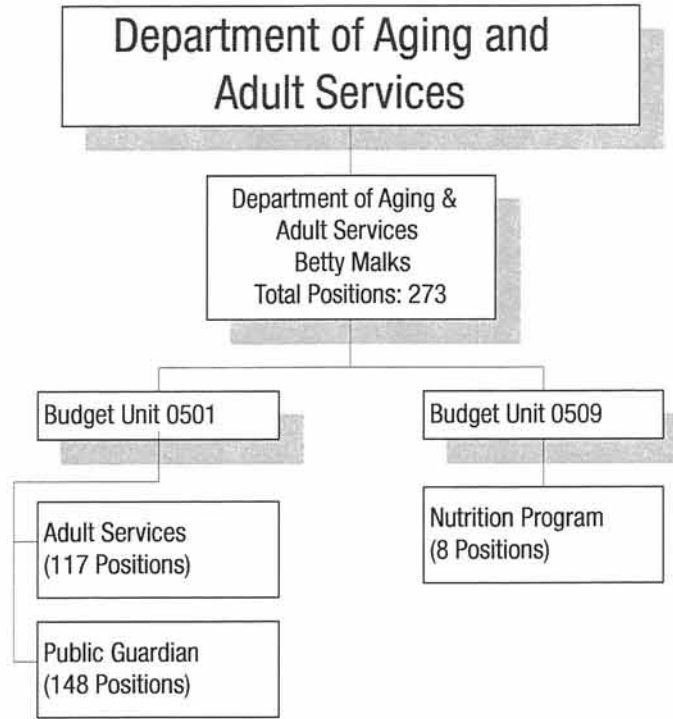 Department of Aging and
Adult Services
Department of Aging &
Adult Services
Betty Malks
Total Positions: 273
Budget Unit 0501
Budget Unit 0509
Adult Services
(117 Positions)
Nutrition Program
(8 Positions)
Public Guardian
(148 Positions)